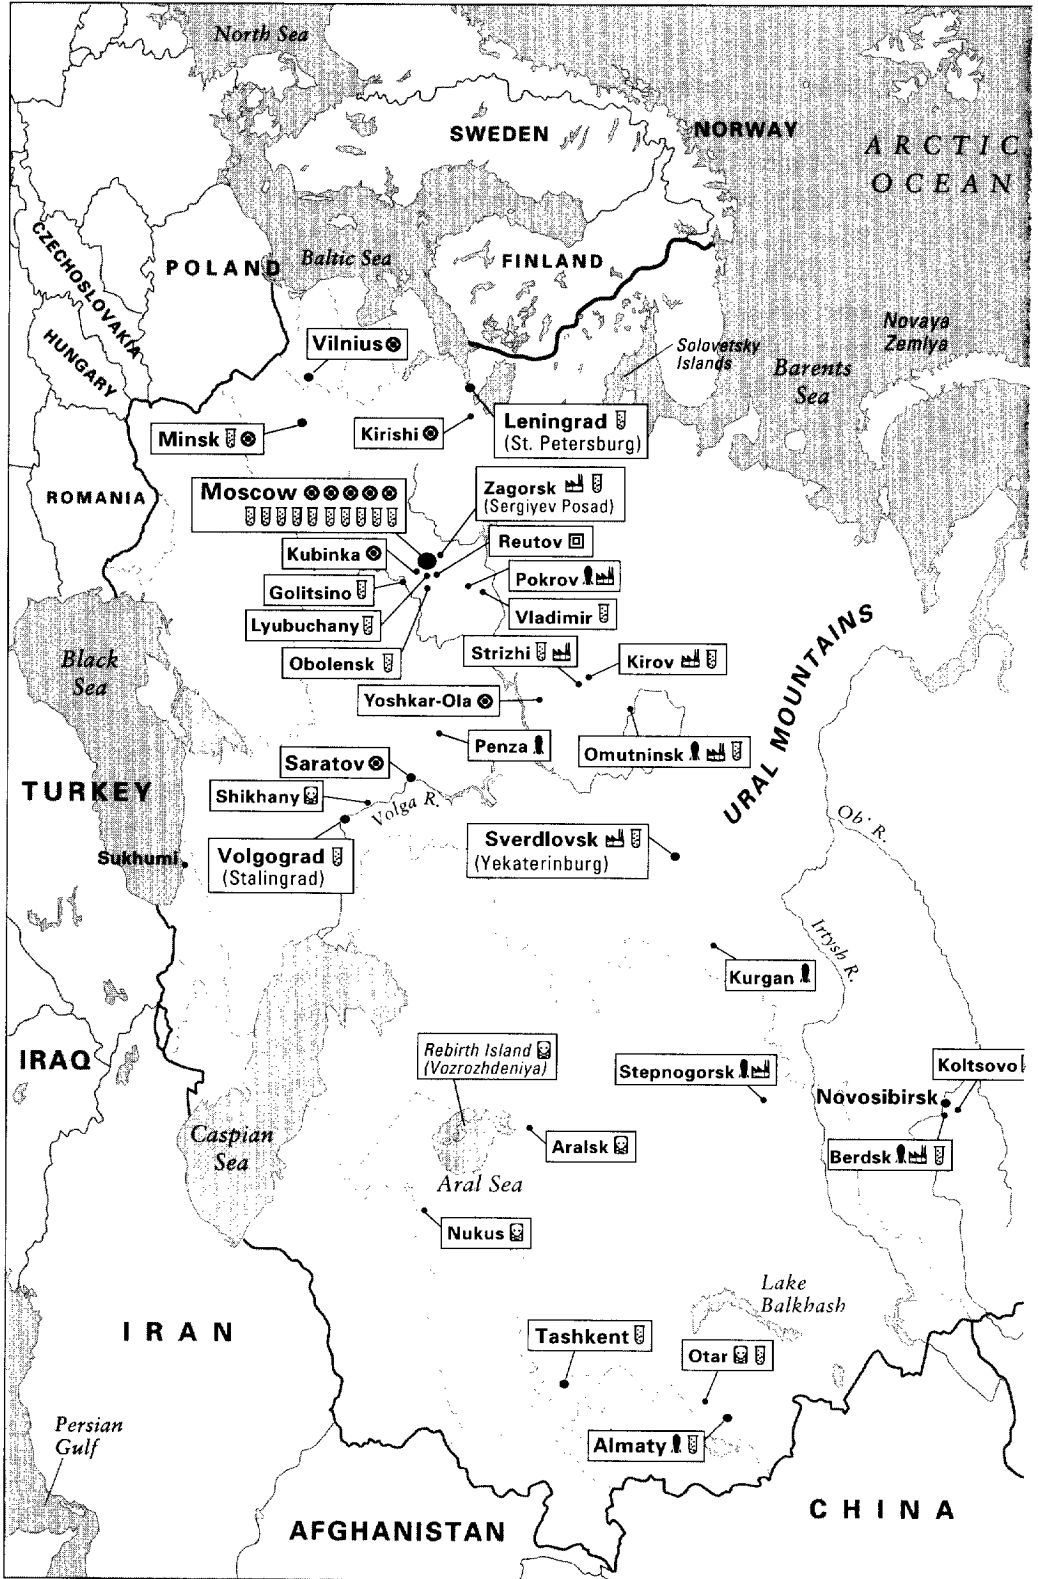 North Sea
SWEDEN
NORWAY
ARCTIC
OCEAN
CZECHOSLOVAKIA
POLAND
Baltic Sea
FINLAND
HUNGARY
Novaya
Zemlya
Solovetsky
Islands
Barents
Sea
Vilnius
Leningrad
(St. Petersburg)
Minsk
Kirishi
ROMANIA
Moscow
Zagorsk
(Sergiyev Posad)
Kubinka
Reutov
Golitsino
Pokrov
Lyubuchany
Vladimir
Obolensk
Strizhi
Kirov
Black
Sea
Yoshkar-Ola
URAL MOUNTAINS
Penza
Omutninsk
Saratov
TURKEY
Shikhany
Volga R.
Ob' R.
Sukhumi
Volgograd
(Stalingrad)
Sverdlovsk
(Yekaterinburg)
Irtysh R.
Kurgan
IRAQ
Rebirth Island
(Vozrozhdeniya)
Stepnogorsk
Koltsovo
Novosibirsk
Caspian
Sea
Aralsk
Berdsk
Aral Sea
Nukus
Lake
Balkhash
IRAN
Tashkent
Otar
Persian
Gulf
Almaty
CHINA
AFGHANISTAN